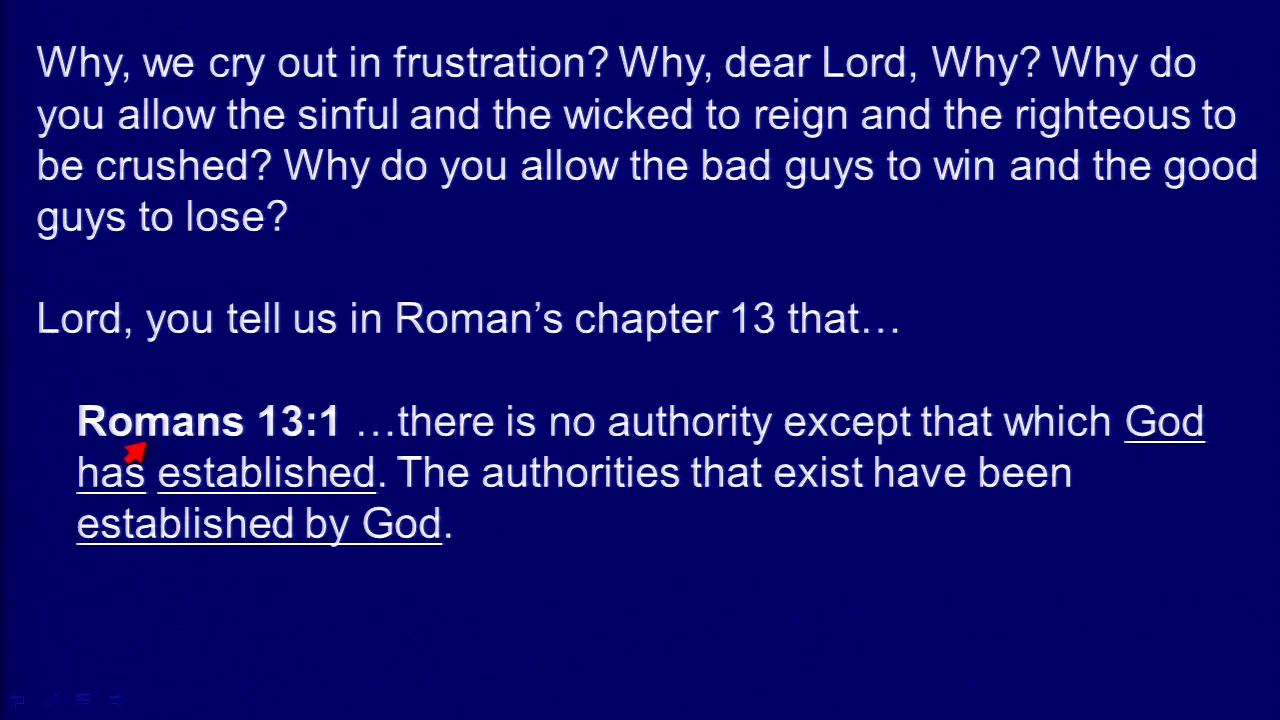 Why, we cry out in frustration? Why, dear Lord, Why? Why do
you allow the sinful and the wicked to reign and the righteous to
be crushed? Why do you allow the bad guys to win and the good
guys to lose?
Lord, you tell us in Roman’s chapter 13 that…
Romans 13:1 …there is no authority except that which God
has established. The authorities that exist have been
established by God.